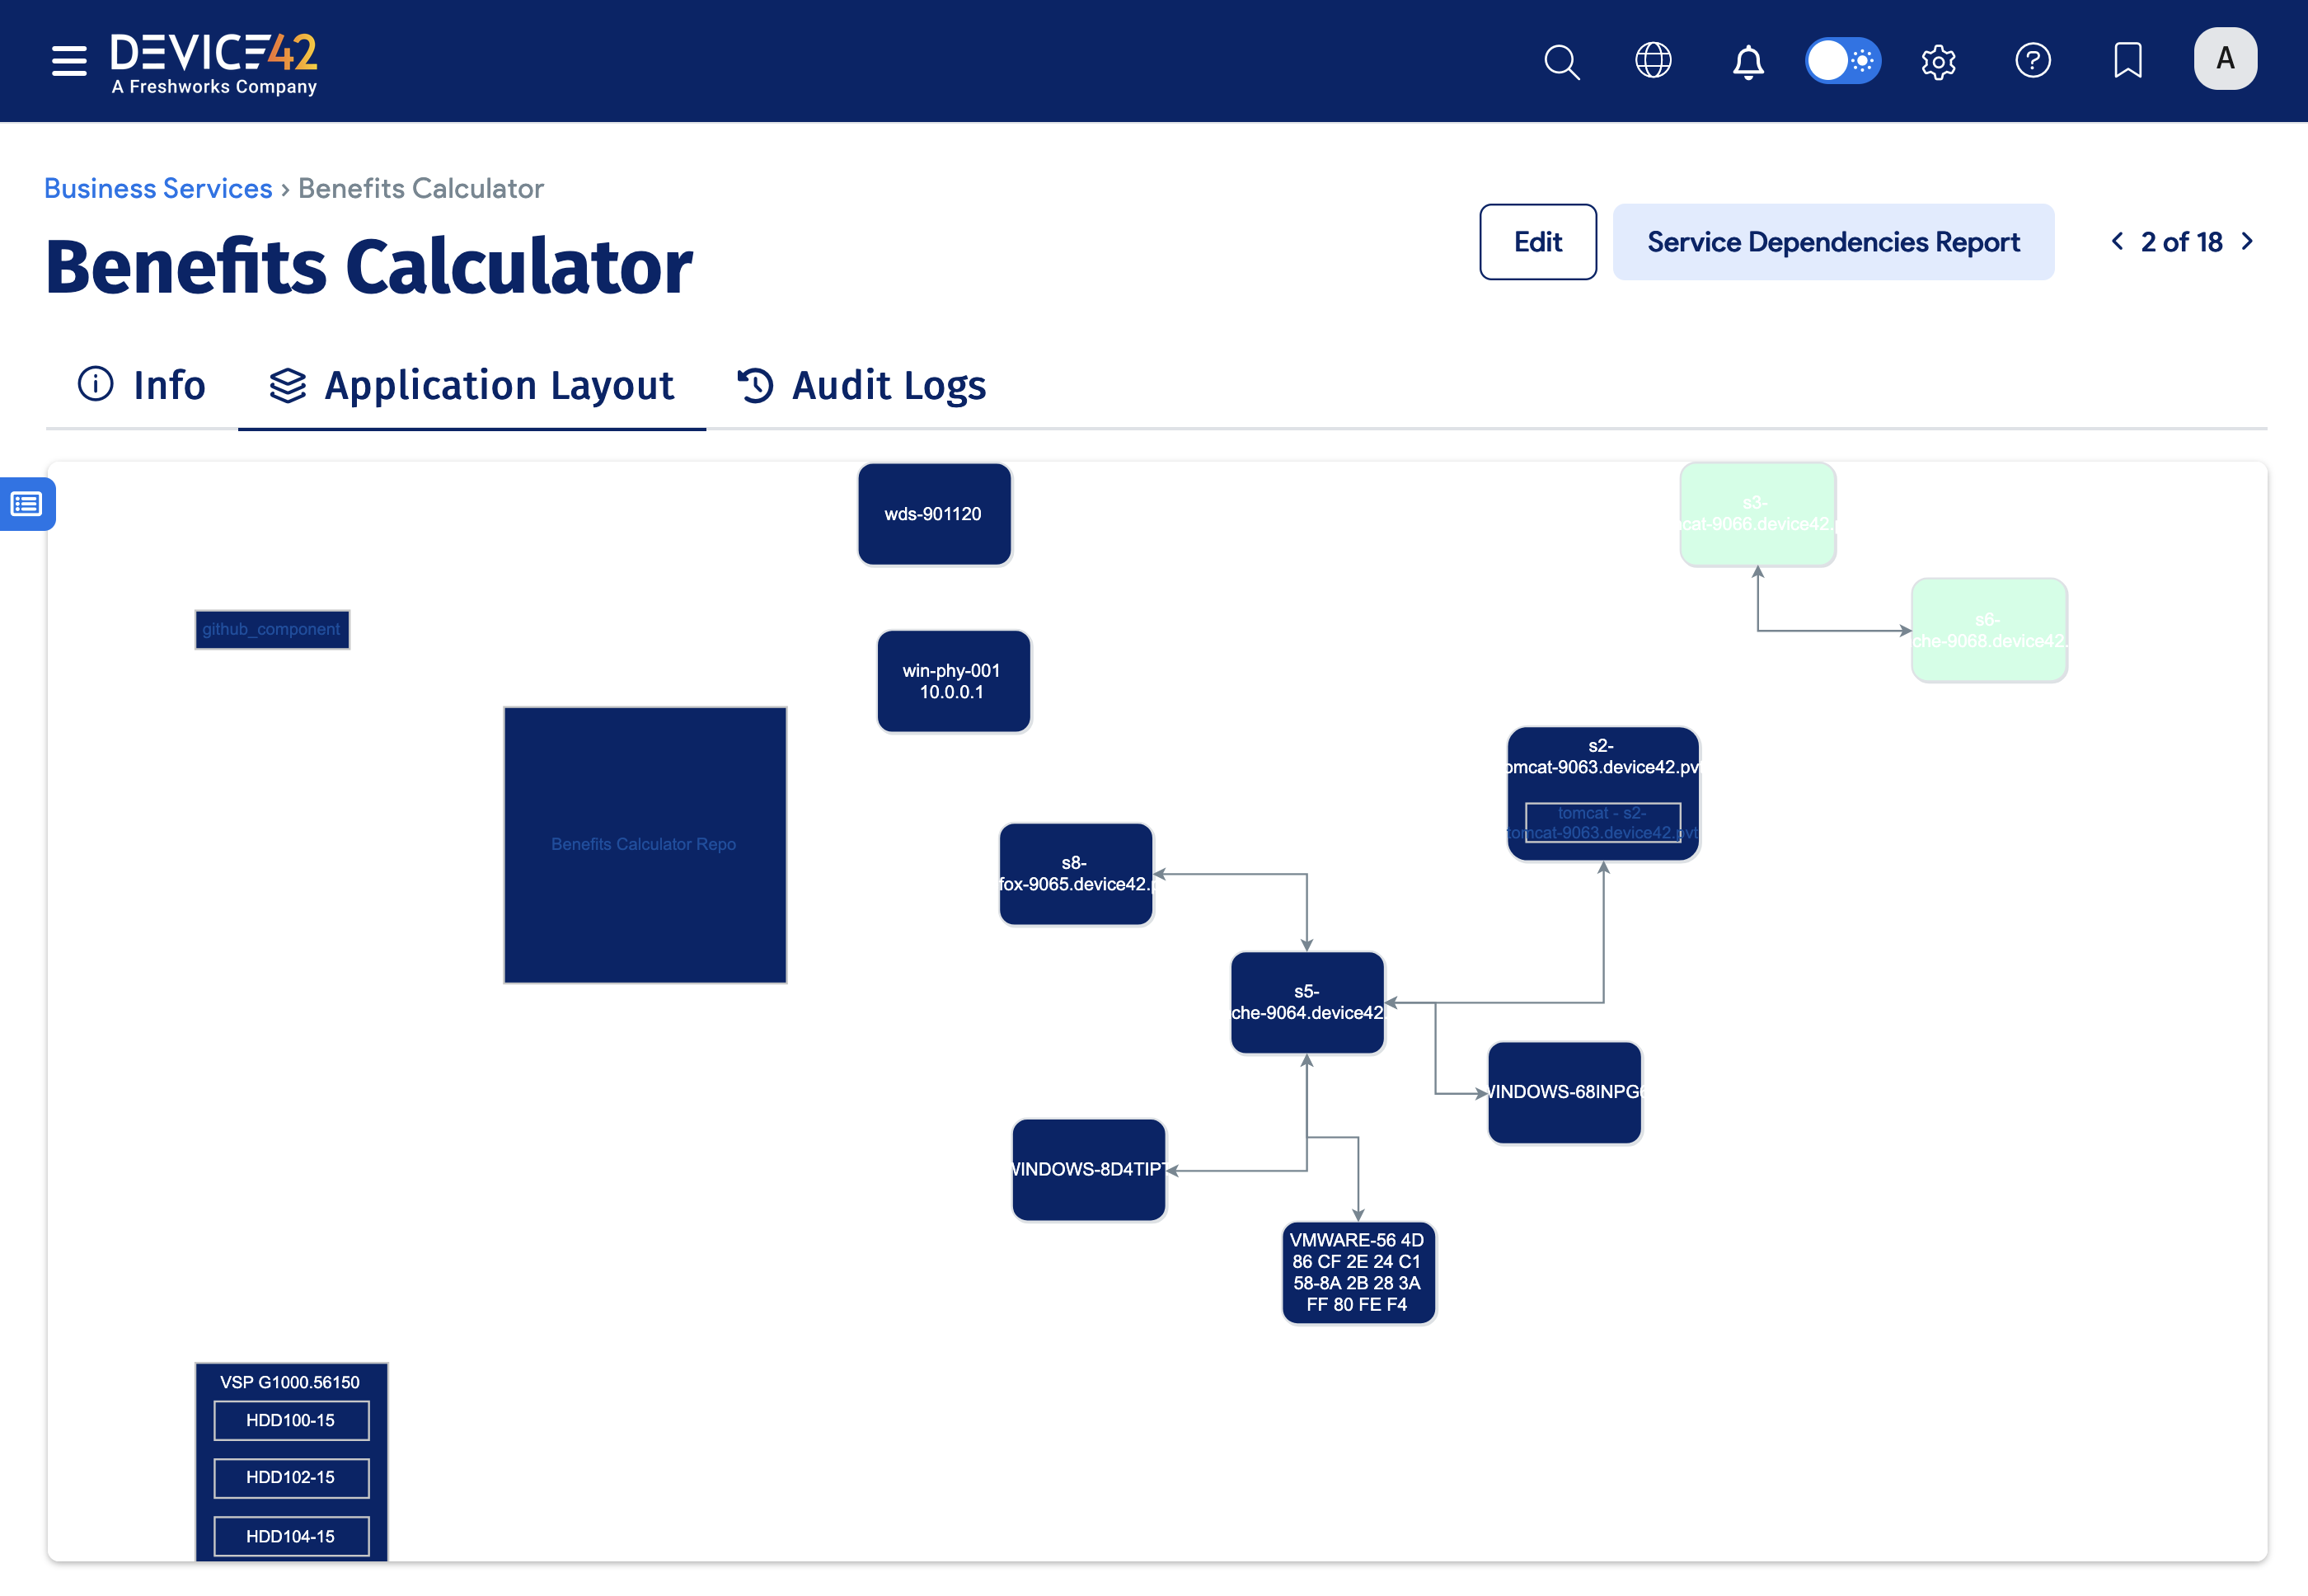 DEVICE42
A Freshworks Company
A
Business Services › Benefits Calculator
Benefits Calculator
Edit
Service Dependencies Report
2 of 18
Info
Application Layout
Audit Logs
wds-901120
s3-
cat-9066.device42.p
github_component
s6-
che-9068.device42.
win-phy-001
10.0.0.1
Benefits Calculator Repo
s2-
omcat-9063.device42.pv
tomcat - s2-
tomcat-9063.device42.pvt
s8-
fox-9065.device42.p
s5-
che-9064.device42
WINDOWS-68INPG6
WINDOWS-8D4TIPT
VMWARE-56 4D
86 CF 2E 24 C1
58-8A 2B 28 3A
FF 80 FE F4
VSP G1000.56150
HDD100-15
HDD102-15
HDD104-15